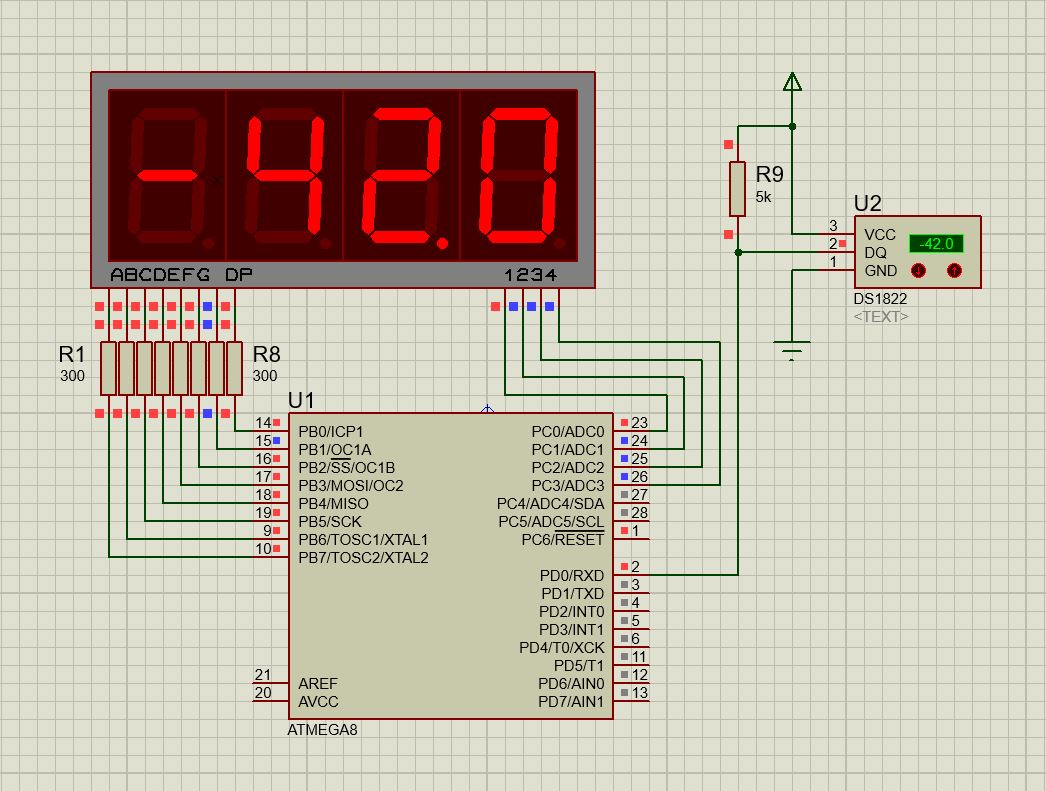 -42.0
ABCDEFG DP
1234
R1
300
R8
300
R9
5k
U2
3
VCC
2
DQ
1
GND
-42.0
DS1822
<TEXT>
U1
14
PB0/ICP1
15
PB1/OC1A
16
PB2/SS/OC1B
17
PB3/MOSI/OC2
18
PB4/MISO
19
PB5/SCK
9
PB6/TOSC1/XTAL1
10
PB7/TOSC2/XTAL2
21
AREF
20
AVCC
PC0/ADC0
23
PC1/ADC1
24
PC2/ADC2
25
PC3/ADC3
26
PC4/ADC4/SDA
27
PC5/ADC5/SCL
28
PC6/RESET
1
PD0/RXD
2
PD1/TXD
3
PD2/INT0
4
PD3/INT1
5
PD4/T0/XCK
6
PD5/T1
11
PD6/AIN0
12
PD7/AIN1
13
ATMEGA8